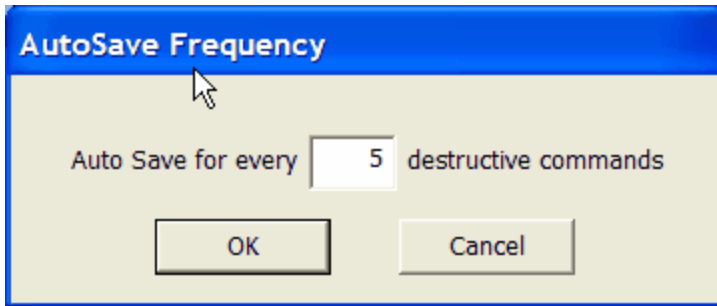 AutoSave Frequency
Auto Save for every 5 destructive commands
OK Cancel